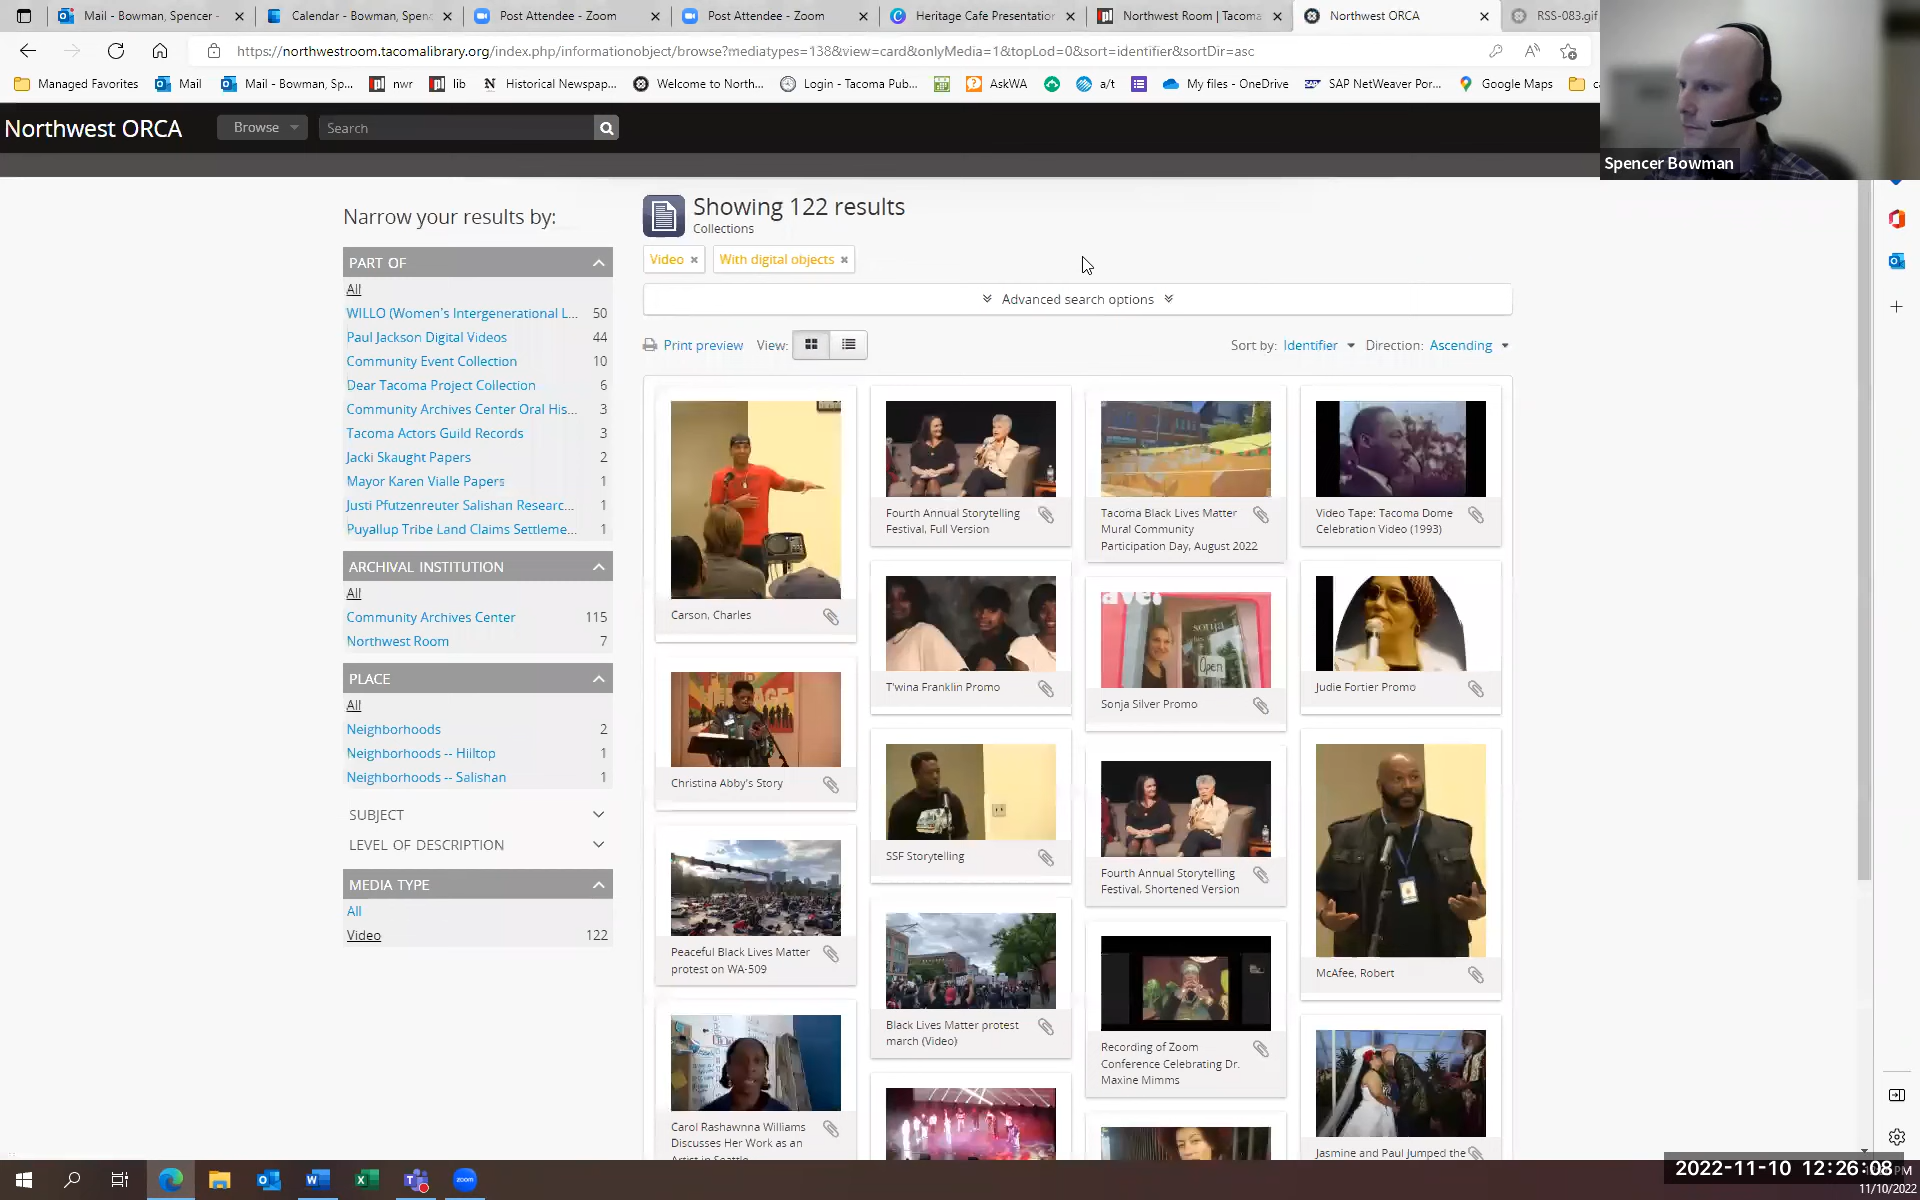 Mail - Bowman, Spencer -
Calendar - Bowman, Spenc
Post Attendee - Zoom
Post Attendee - Zoom
Heritage Cafe Presentation
Northwest Room | Tacoma
Northwest ORCA
RSS-083.gif
https://northwestroom.tacomalibrary.org/index.php/informationobject/browse?mediatypes=138&view=card&onlyMedia=1&topLod=0&sort=identifier&sortDir=asc
Managed Favorites
Mail
Mail - Bowman, Sp...
nwr
lib
Historical Newspap...
Welcome to North...
Login - Tacoma Pub...
AskWA
a/t
My files - OneDrive
SAP NetWeaver Por...
Google Maps
Spencer Bowman
Northwest ORCA
Browse
Search
Narrow your results by:
PART OF
All
WILLO (Women's Intergenerational L... 50
Paul Jackson Digital Videos 44
Community Event Collection 10
Dear Tacoma Project Collection 6
Community Archives Center Oral His... 3
Tacoma Actors Guild Records 3
Jacki Skaught Papers 2
Mayor Karen Vialle Papers 1
Justi Pfutzenreuter Salishan Researc... 1
Puyallup Tribe Land Claims Settleme... 1
ARCHIVAL INSTITUTION
All
Community Archives Center 115
Northwest Room 7
PLACE
All
Neighborhoods 2
Neighborhoods -- Hilltop 1
Neighborhoods -- Salishan 1
SUBJECT
LEVEL OF DESCRIPTION
MEDIA TYPE
All
Video 122
Showing 122 results
Collections
Video ×
With digital objects ×
Advanced search options
Print preview View:
Sort by: Identifier Direction: Ascending
Carson, Charles
Christina Abby's Story
Peaceful Black Lives Matter
protest on WA-509
Carol Rashawnna Williams
Discusses Her Work as an
Artist in Seattle
Fourth Annual Storytelling
Festival, Full Version
T'wina Franklin Promo
SSF Storytelling
Black Lives Matter protest
march (Video)
Tacoma Black Lives Matter
Mural Community
Participation Day, August 2022
ave.
sonja
Open
Sonja Silver Promo
Fourth Annual Storytelling
Festival, Shortened Version
Recording of Zoom
Conference Celebrating Dr.
Maxine Mimms
Video Tape: Tacoma Dome
Celebration Video (1993)
Judie Fortier Promo
McAfee, Robert
Jasmine and Paul Jumped the
zoom
2022-11-10 12:26:08
PM
11/10/2022